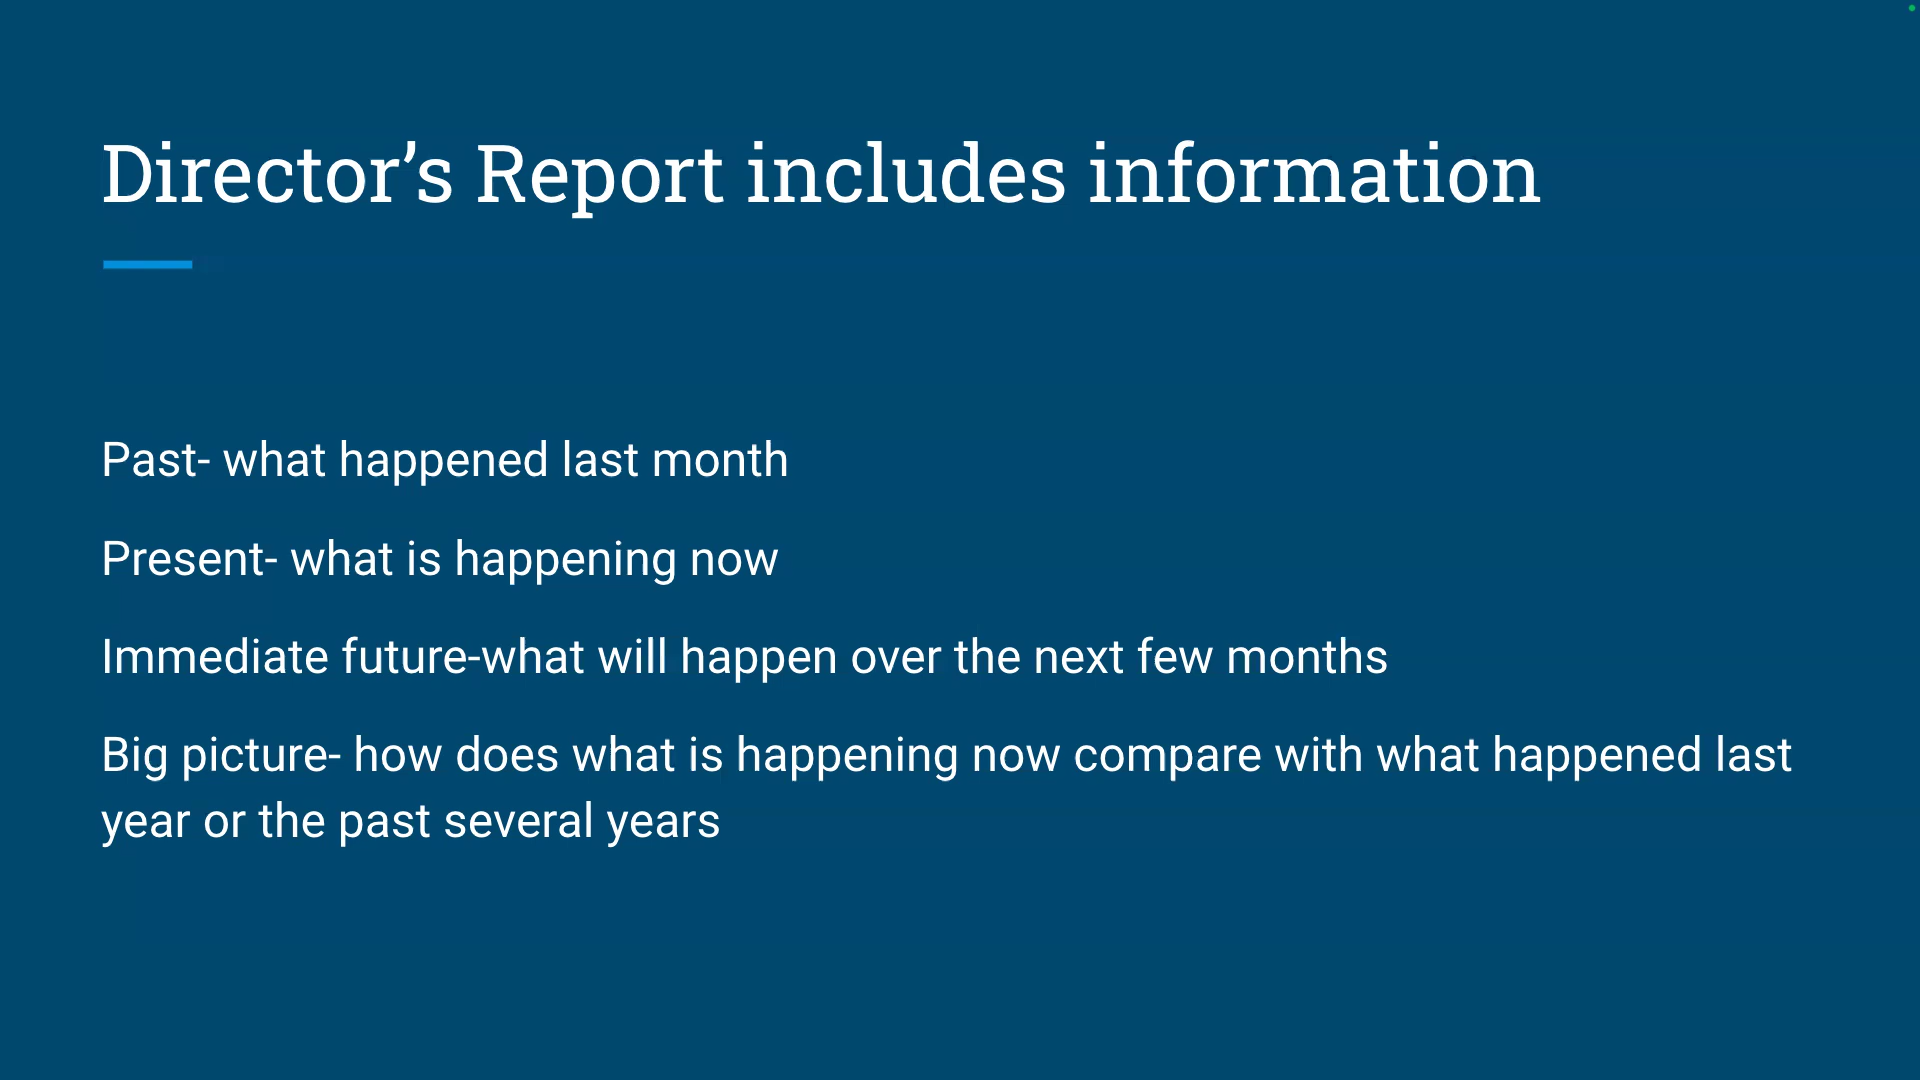 Director’s Report includes information
Past- what happened last month
Present- what is happening now
Immediate future-what will happen over the next few months
Big picture- how does what is happening now compare with what happened last
year or the past several years